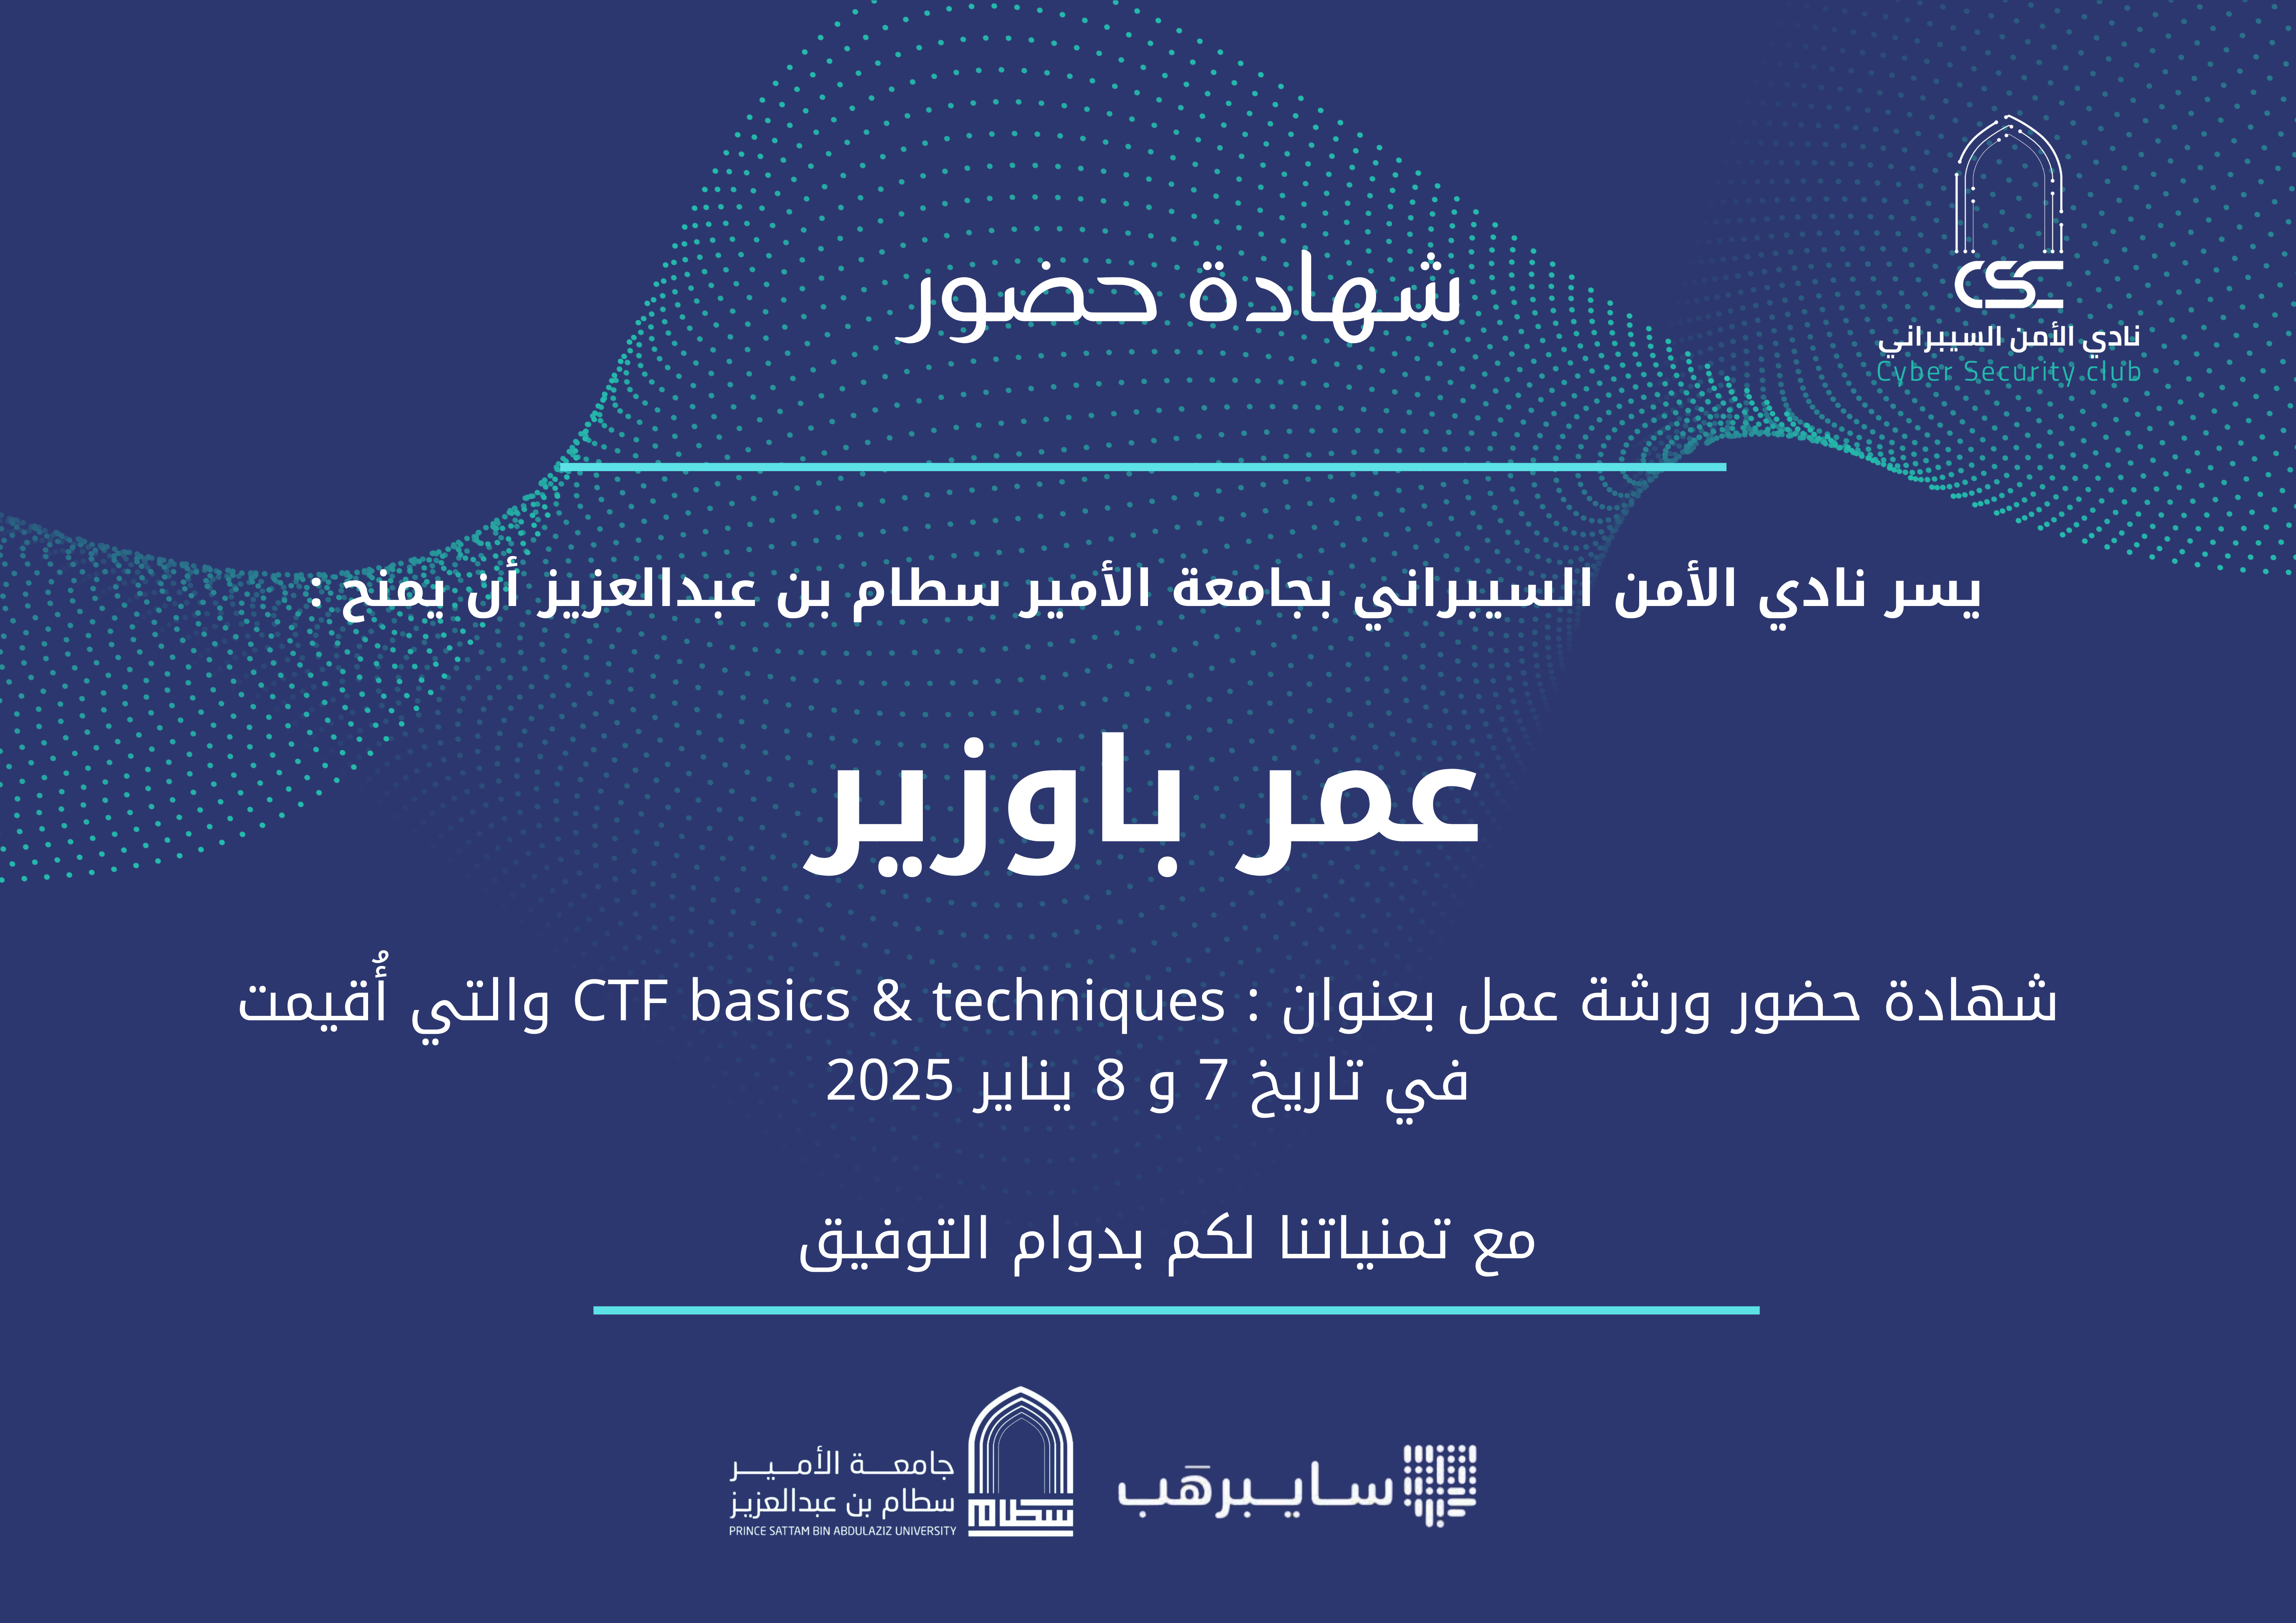 CSC
نادي الأمن السيبراني
Cyber Security club
شهادة حضور
يسر نادي الأمن السيبراني بجامعة الأمير سطام بن عبدالعزيز أن يمنح :
عمر باوزير
شهادة حضور ورشة عمل بعنوان : CTF basics & techniques والتي أُقيمت
في تاريخ 7 و 8 يناير 2025
مع تمنياتنا لكم بدوام التوفيق
سايبرهَب
سطام
جامعة الأمير
سطام بن عبدالعزيز
PRINCE SATTAM BIN ABDULAZIZ UNIVERSITY